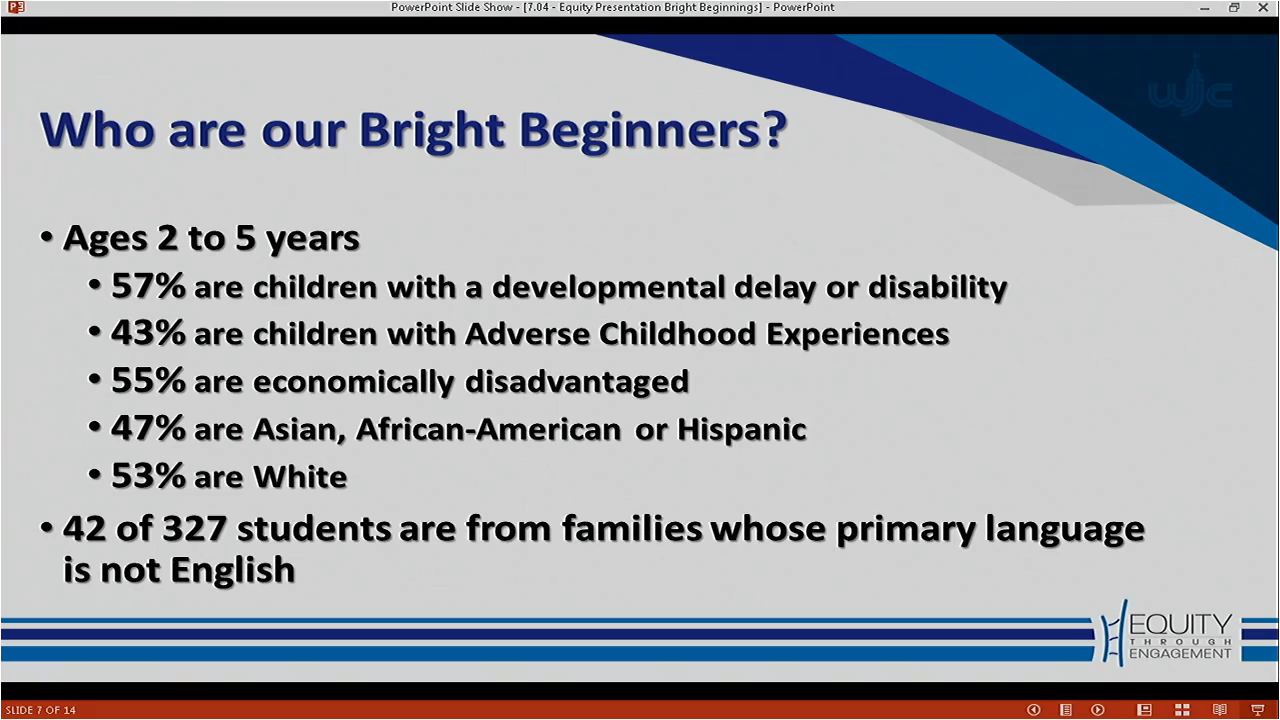 PowerPoint Slide Show - [7.04 - Equity Presentation Bright Beginnings] - PowerPoint
wjc
Who are our Bright Beginners?
• Ages 2 to 5 years
• 57% are children with a developmental delay or disability
• 43% are children with Adverse Childhood Experiences
• 55% are economically disadvantaged
• 47% are Asian, African-American or Hispanic
• 53% are White
• 42 of 327 students are from families whose primary language
is not English
EQUITY
THROUGH
ENGAGEMENT
SLIDE 7 OF 14